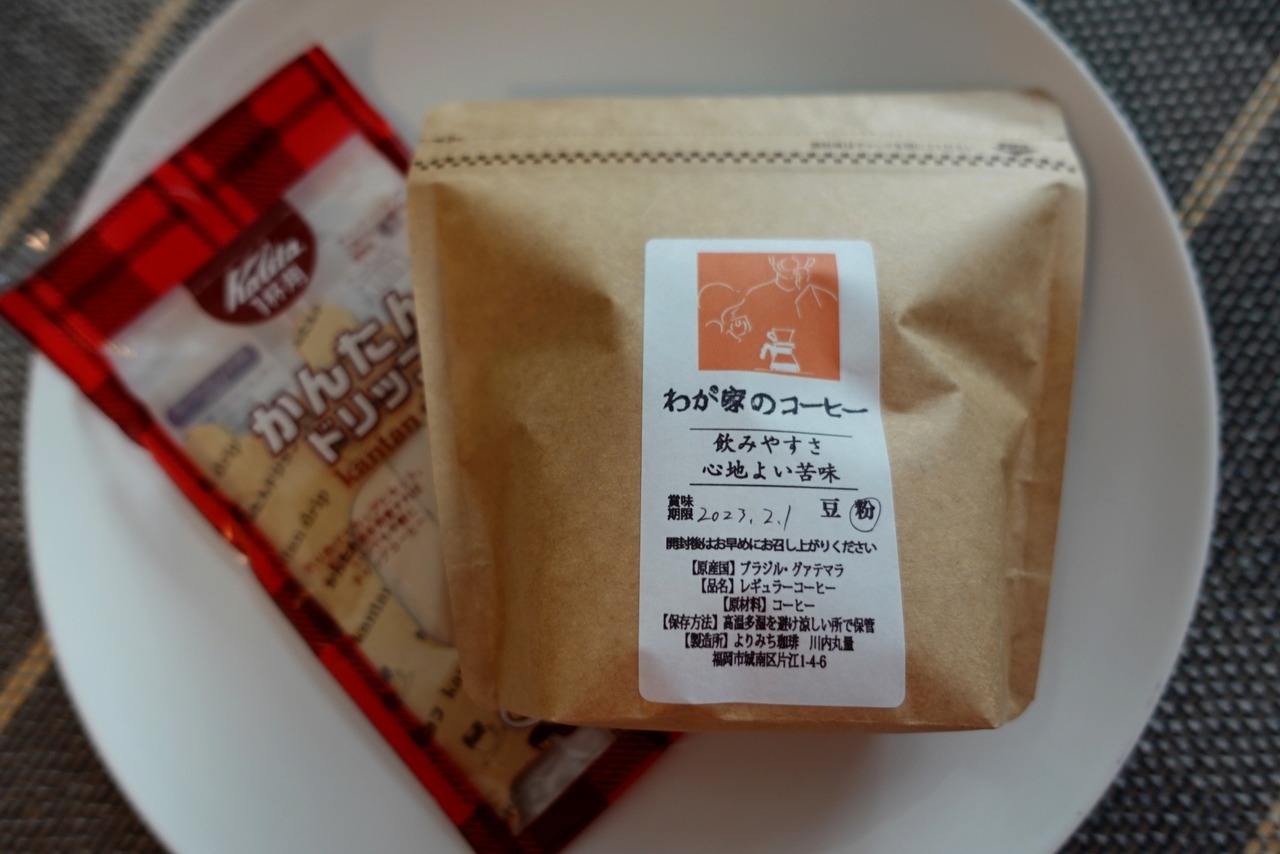 Kalita
1杯用
かんたん
ドリップ
kantan
わが家のコーヒー
飲みやすさ
心地よい苦味
賞味期限 2023.2.1 豆 粉
開封後はお早めにお召し上がりください
【原産国】ブラジル・グァテマラ
【品名】レギュラーコーヒー
【原材料】コーヒー
【保存方法】高温多湿を避け涼しい所で保管
【製造所】よりみち珈琲 川内丸量
福岡市城南区片江1-4-6